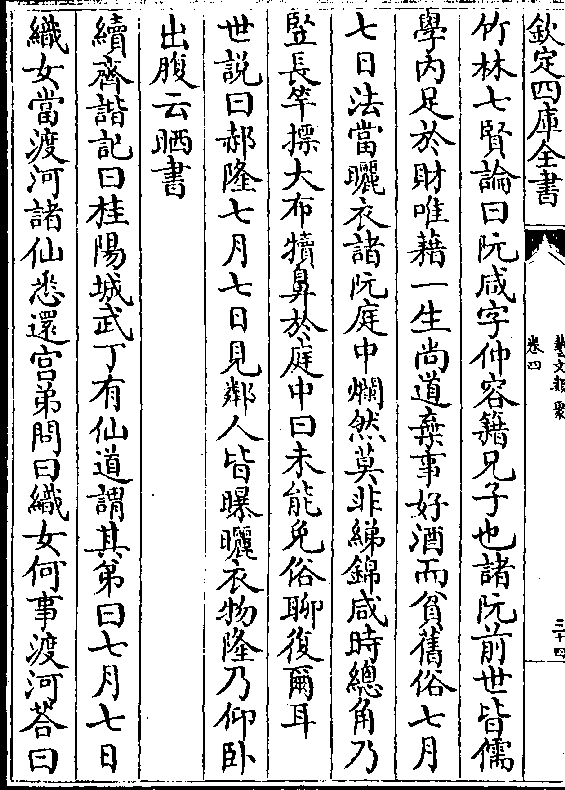 欽定四庫全書
藝文類聚
卷四
三十四
竹林七賢論曰阮咸字仲容籍兄子也諸阮前世皆儒
學内足於財唯藉一生尚道棄事好酒而貧舊俗七月
七日法當曬衣諸阮庭中爛然莫非綈錦咸時總角乃
竪長竿摽大布犢鼻於庭中曰未能免俗聊復爾耳
世説曰郝隆七月七日見鄰人皆曝曬衣物隆乃仰卧
出腹云晒書
續齊諧記曰桂陽城武丁有仙道謂其弟曰七月七日
織女當渡河諸仙悉還宫弟問曰織女何事渡河荅曰